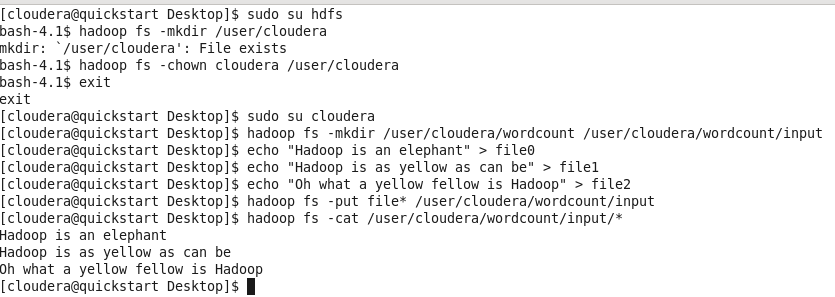 [cloudera@quickstart Desktop]$ sudo su hdfs
bash-4.1$ hadoop fs -mkdir /user/cloudera
mkdir: `/user/cloudera': File exists
bash-4.1$ hadoop fs -chown cloudera /user/cloudera
bash-4.1$ exit
exit
[cloudera@quickstart Desktop]$ sudo su cloudera
[cloudera@quickstart Desktop]$ hadoop fs -mkdir /user/cloudera/wordcount /user/cloudera/wordcount/input
[cloudera@quickstart Desktop]$ echo "Hadoop is an elephant" > file0
[cloudera@quickstart Desktop]$ echo "Hadoop is as yellow as can be" > file1
[cloudera@quickstart Desktop]$ echo "Oh what a yellow fellow is Hadoop" > file2
[cloudera@quickstart Desktop]$ hadoop fs -put file* /user/cloudera/wordcount/input
[cloudera@quickstart Desktop]$ hadoop fs -cat /user/cloudera/wordcount/input/*
Hadoop is an elephant
Hadoop is as yellow as can be
Oh what a yellow fellow is Hadoop
[cloudera@quickstart Desktop]$